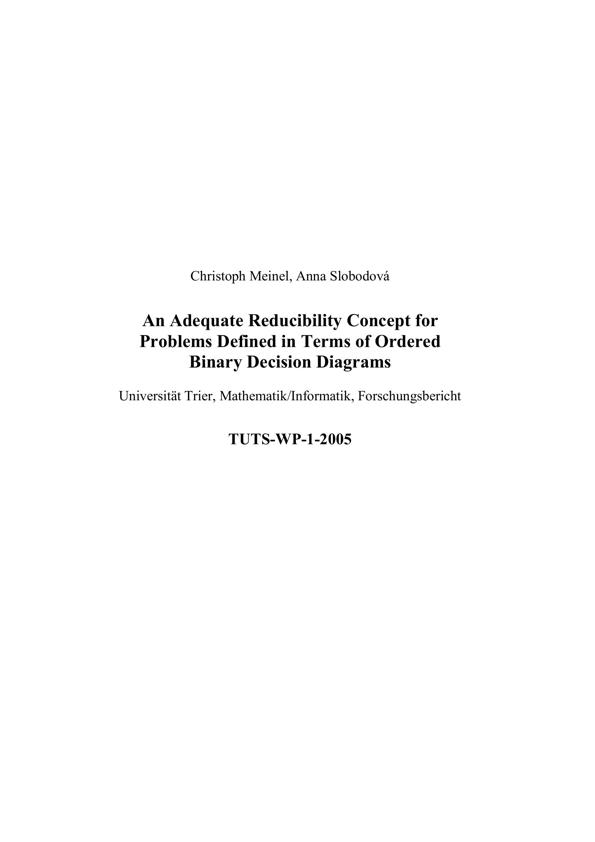 Christoph Meinel, Anna Slobodová
An Adequate Reducibility Concept for
Problems Defined in Terms of Ordered
Binary Decision Diagrams
Universität Trier, Mathematik/Informatik, Forschungsbericht
TUTS-WP-1-2005